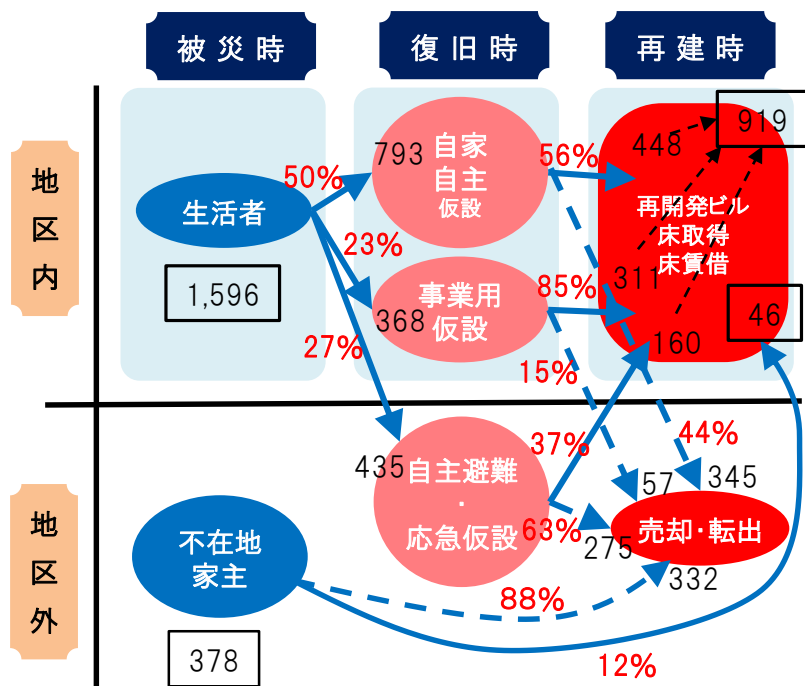 被災時
復旧時
再建時
地区内
地区外
生活者
1,596
50%
23%
27%
793
自家
自主
仮設
368
事業用
仮設
56%
85%
15%
448
919
再開発ビル
床取得
床賃借
311
160
46
435
自主避難
・
応急仮設
37%
63%
44%
57
345
275
売却・転出
332
不在地
家主
378
88%
12%